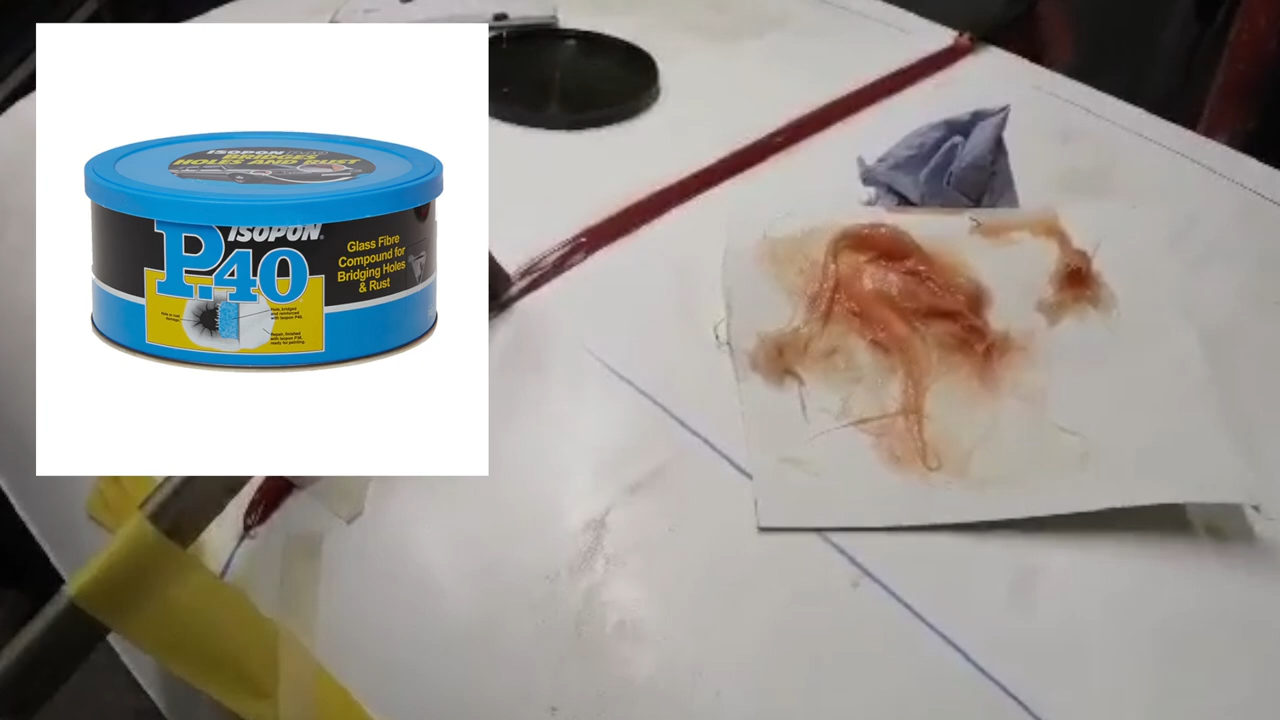 ISOPON
BRIDGES
HOLES AND RUST
ISOPON®
P.40
Glass Fibre
Compound for
Bridging Holes
& Rust